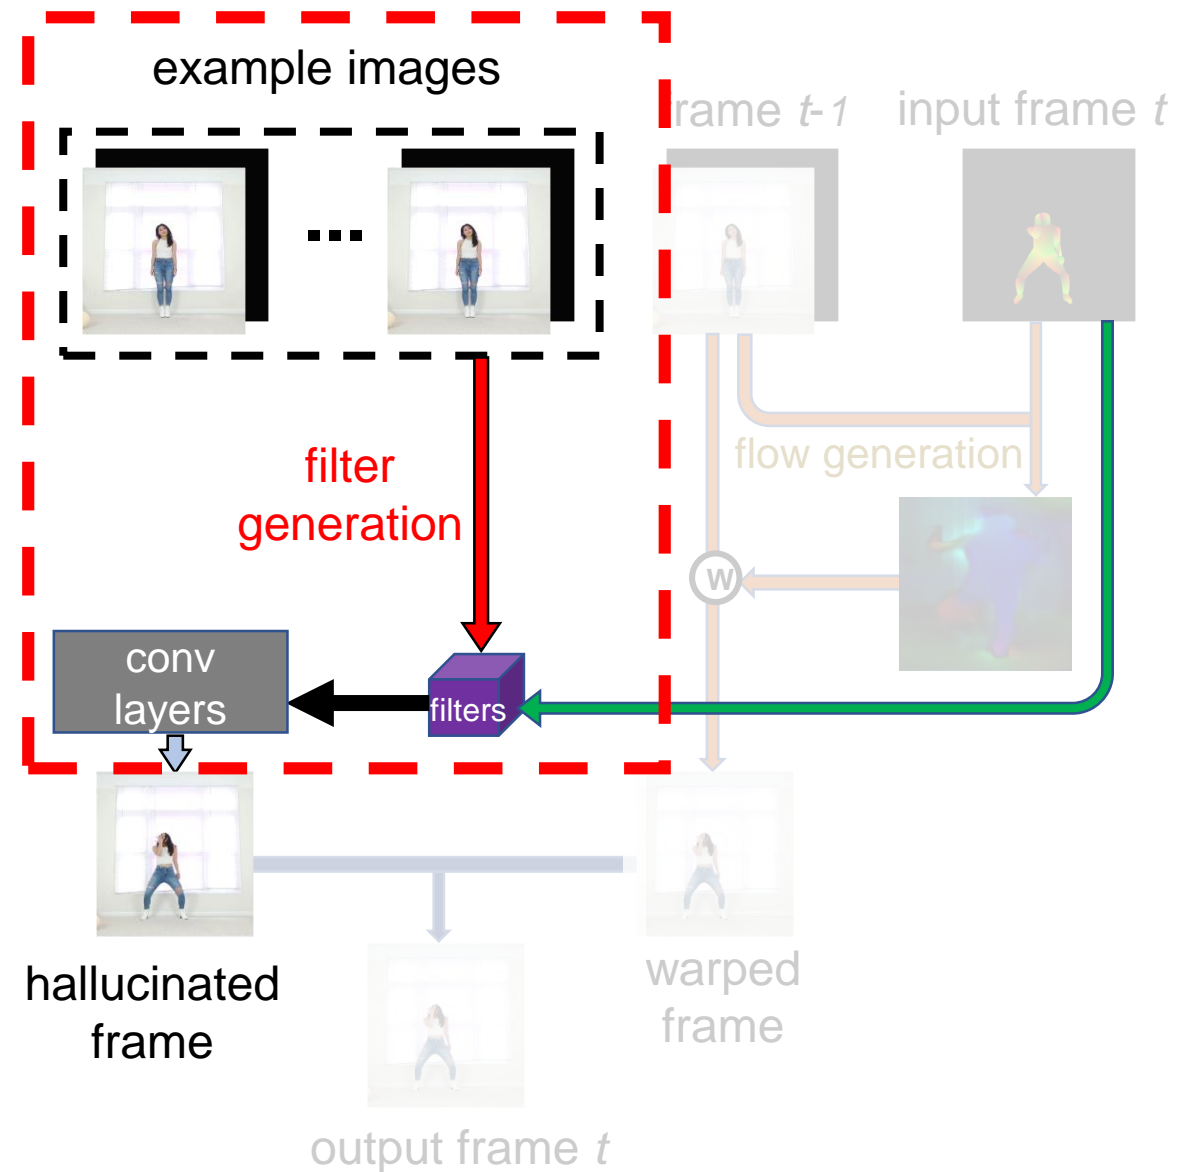 example images
frame t-1
input frame t
filter
generation
flow generation
w
conv
layers
filters
hallucinated
frame
warped
frame
output frame t